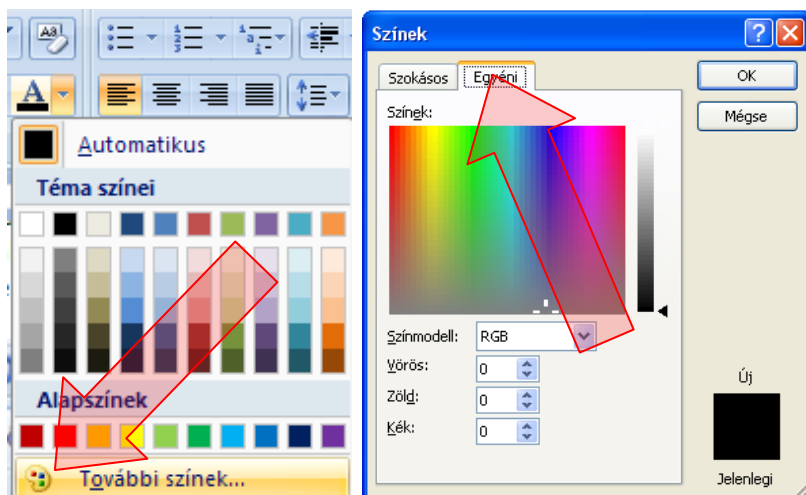 Automatikus
Téma színei
Alapszínek
További színek...
Színek
Szokásos
Egyéni
OK
Mégse
Színek:
Színmodell: RGB
Vörös: 0
Zöld: 0
Kék: 0
Új
Jelenlegi